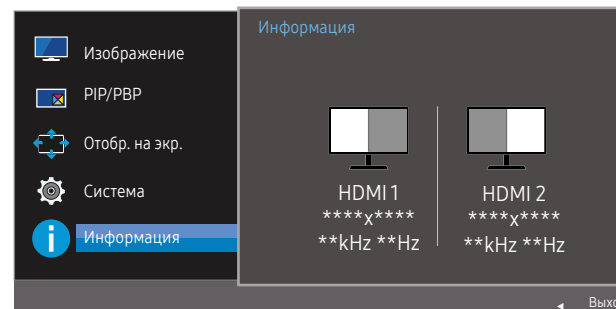 Информация
Изображение
PIP/PBP
Отобр. на экр.
Система
Информация
HDMI 1
****x****
**kHz **Hz
HDMI 2
****x****
**kHz **Hz